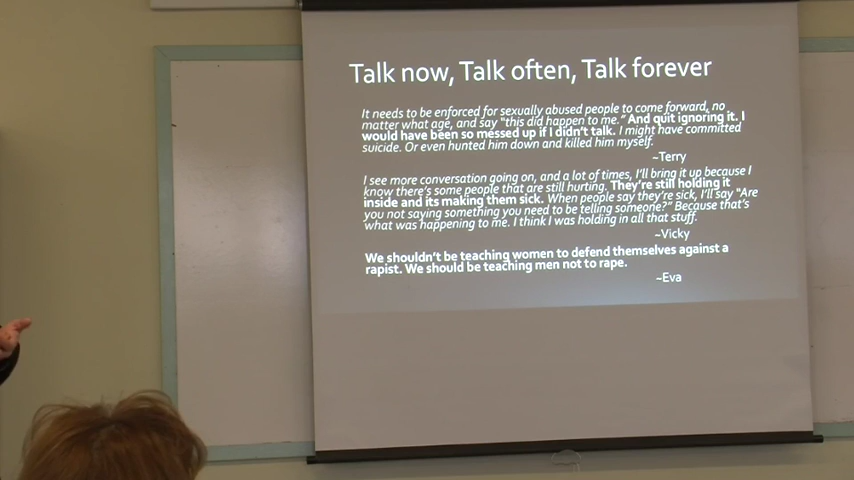 Talk now, Talk often, Talk forever
It needs to be enforced for sexually abused people to come forward, no
matter what age, and say "this did happen to me." And quit ignoring it. I
would have been so messed up if I didn't talk. I might have committed
suicide. Or even hunted him down and killed him myself.
~Terry
I see more conversation going on, and a lot of times, I'll bring it up because I
know there's some people that are still hurting. They're still holding it
inside and its making them sick. When people say they're sick, I'll say "Are
you not saying something you need to be telling someone?" Because that's
what was happening to me. I think I was holding in all that stuff.
~Vicky
We shouldn't be teaching women to defend themselves against a
rapist. We should be teaching men not to rape.
~Eva